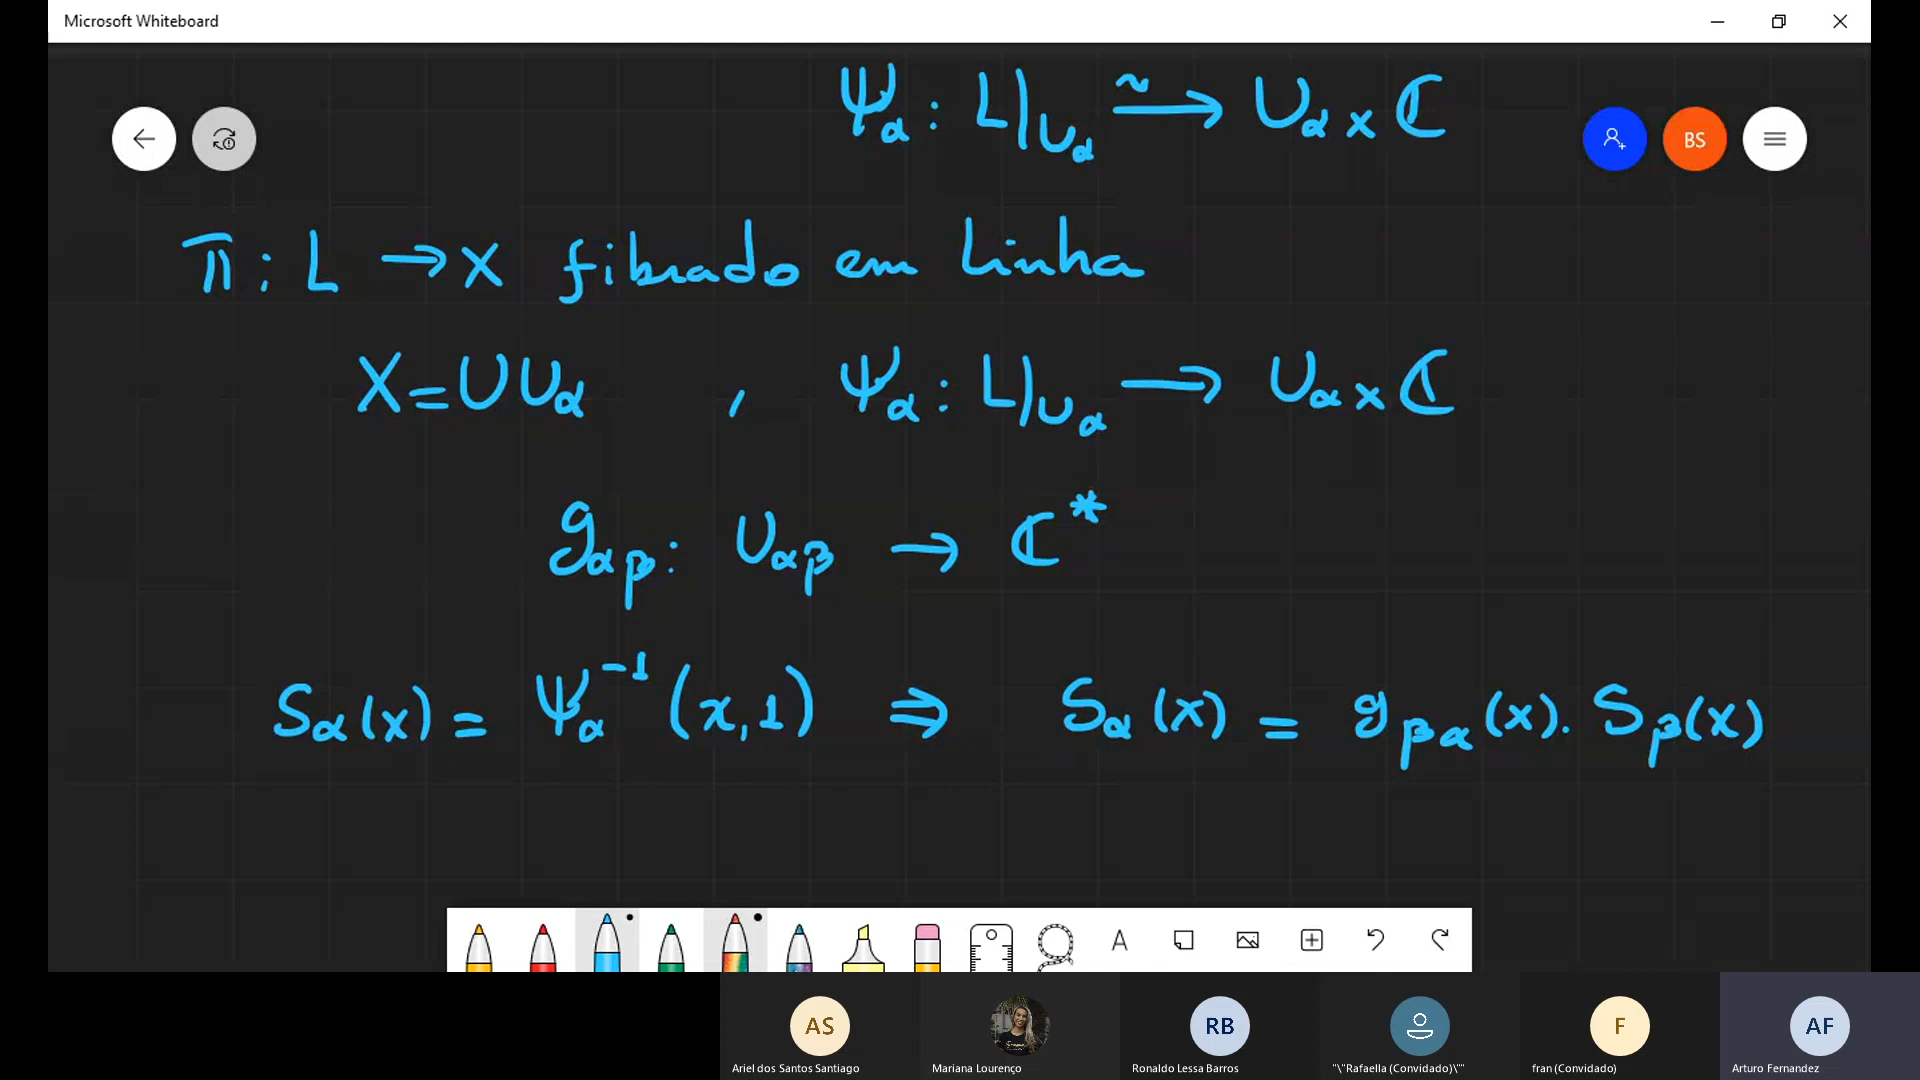 Microsoft Whiteboard
Ψα : L|Uα ⥲ Uα × ℂ
BS
π : L → X fibrado em linha
X = ∪ Uα , Ψα : L|Uα → Uα × ℂ
gαβ : Uαβ → ℂ*
Sα(x) = Ψα⁻¹(x,1) ⇒ Sα(x) = gβα(x). Sβ(x)
A
AS RB F AF
Ariel dos Santos Santiago Mariana Lourenço Ronaldo Lessa Barros "\"Rafaella (Convidado)\"" fran (Convidado) Arturo Fernandez